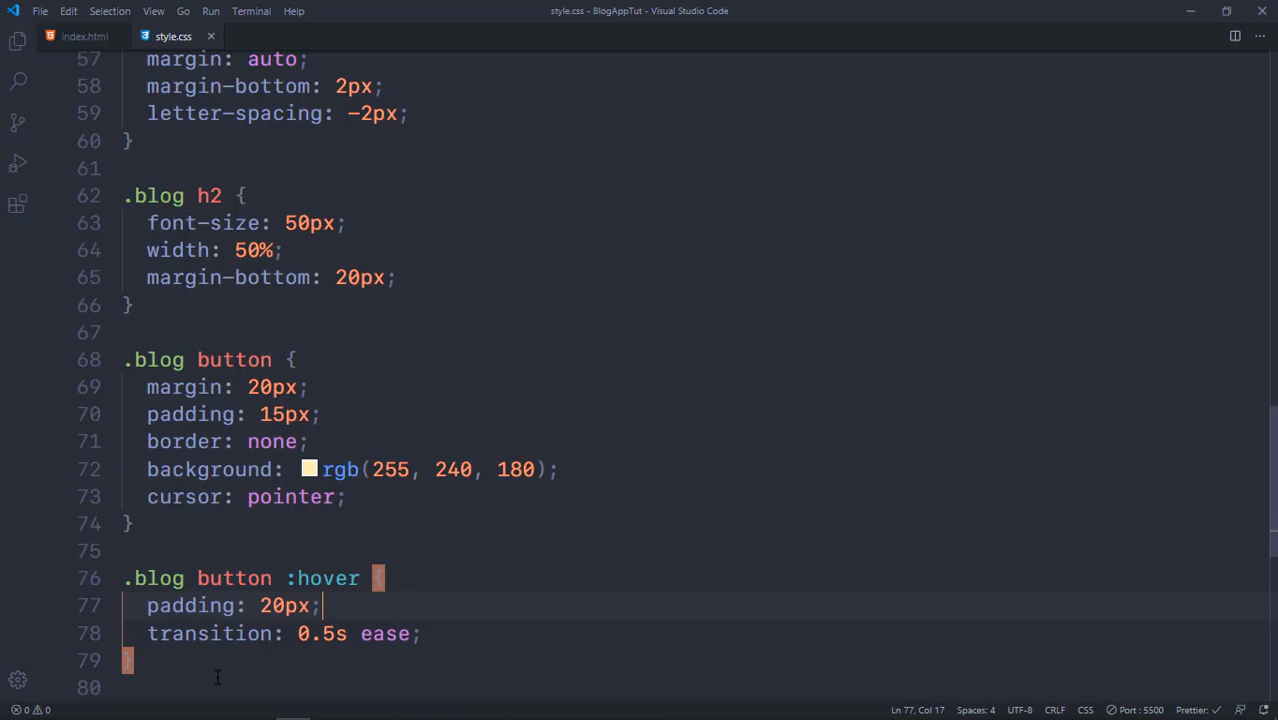 File Edit Selection View Go Run Terminal Help style.css - BlogAppTut - Visual Studio Code
index.html style.css
57 margin: auto;
58 margin-bottom: 2px;
59 letter-spacing: -2px;
60 }
61
62 .blog h2 {
63 font-size: 50px;
64 width: 50%;
65 margin-bottom: 20px;
66 }
67
68 .blog button {
69 margin: 20px;
70 padding: 15px;
71 border: none;
72 background: rgb(255, 240, 180);
73 cursor: pointer;
74 }
75
76 .blog button :hover {
77 padding: 20px;
78 transition: 0.5s ease;
79 }
80
0 0 Ln 77, Col 17 Spaces: 4 UTF-8 CRLF CSS Port : 5500 Prettier: ✓